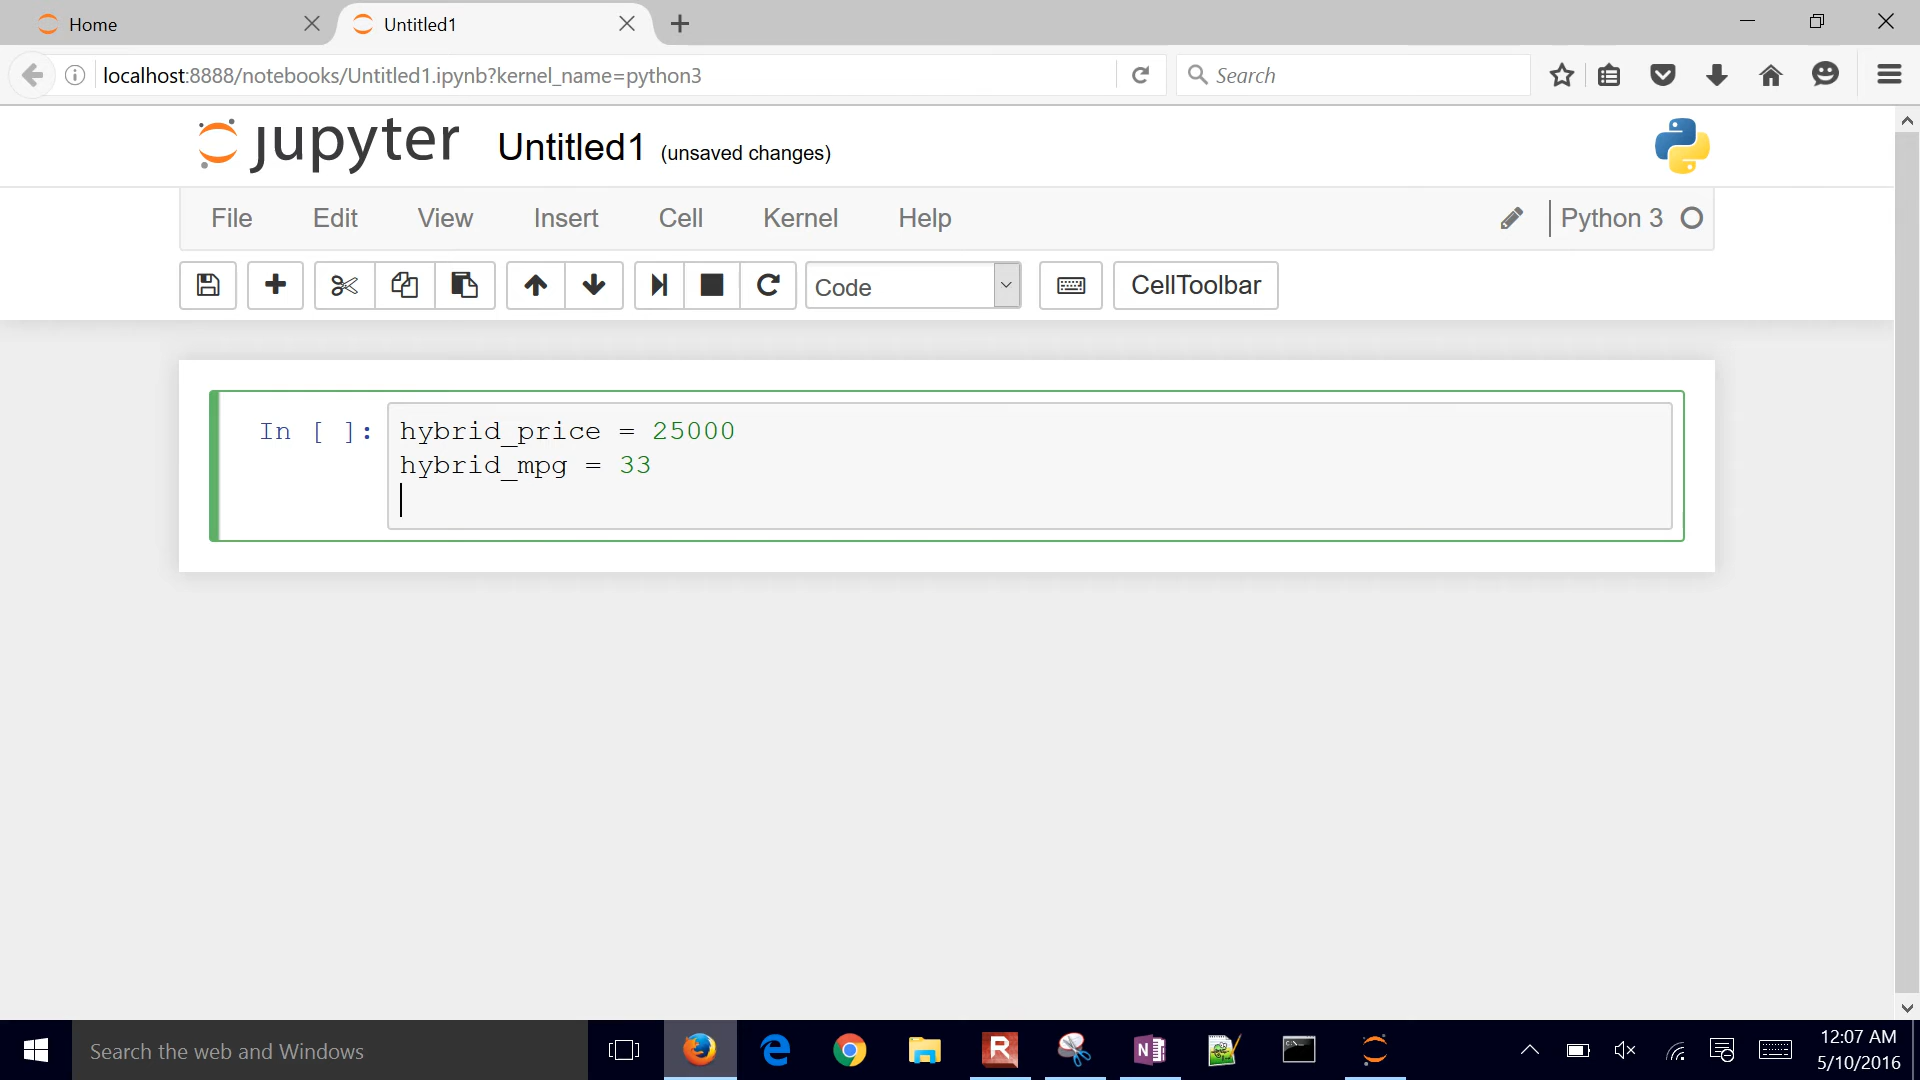 Home
Untitled1
localhost:8888/notebooks/Untitled1.ipynb?kernel_name=python3
Search
jupyter Untitled1 (unsaved changes)
File Edit View Insert Cell Kernel Help Python 3
Code CellToolbar
In [ ]: hybrid_price = 25000
hybrid_mpg = 33
Search the web and Windows
12:07 AM
5/10/2016